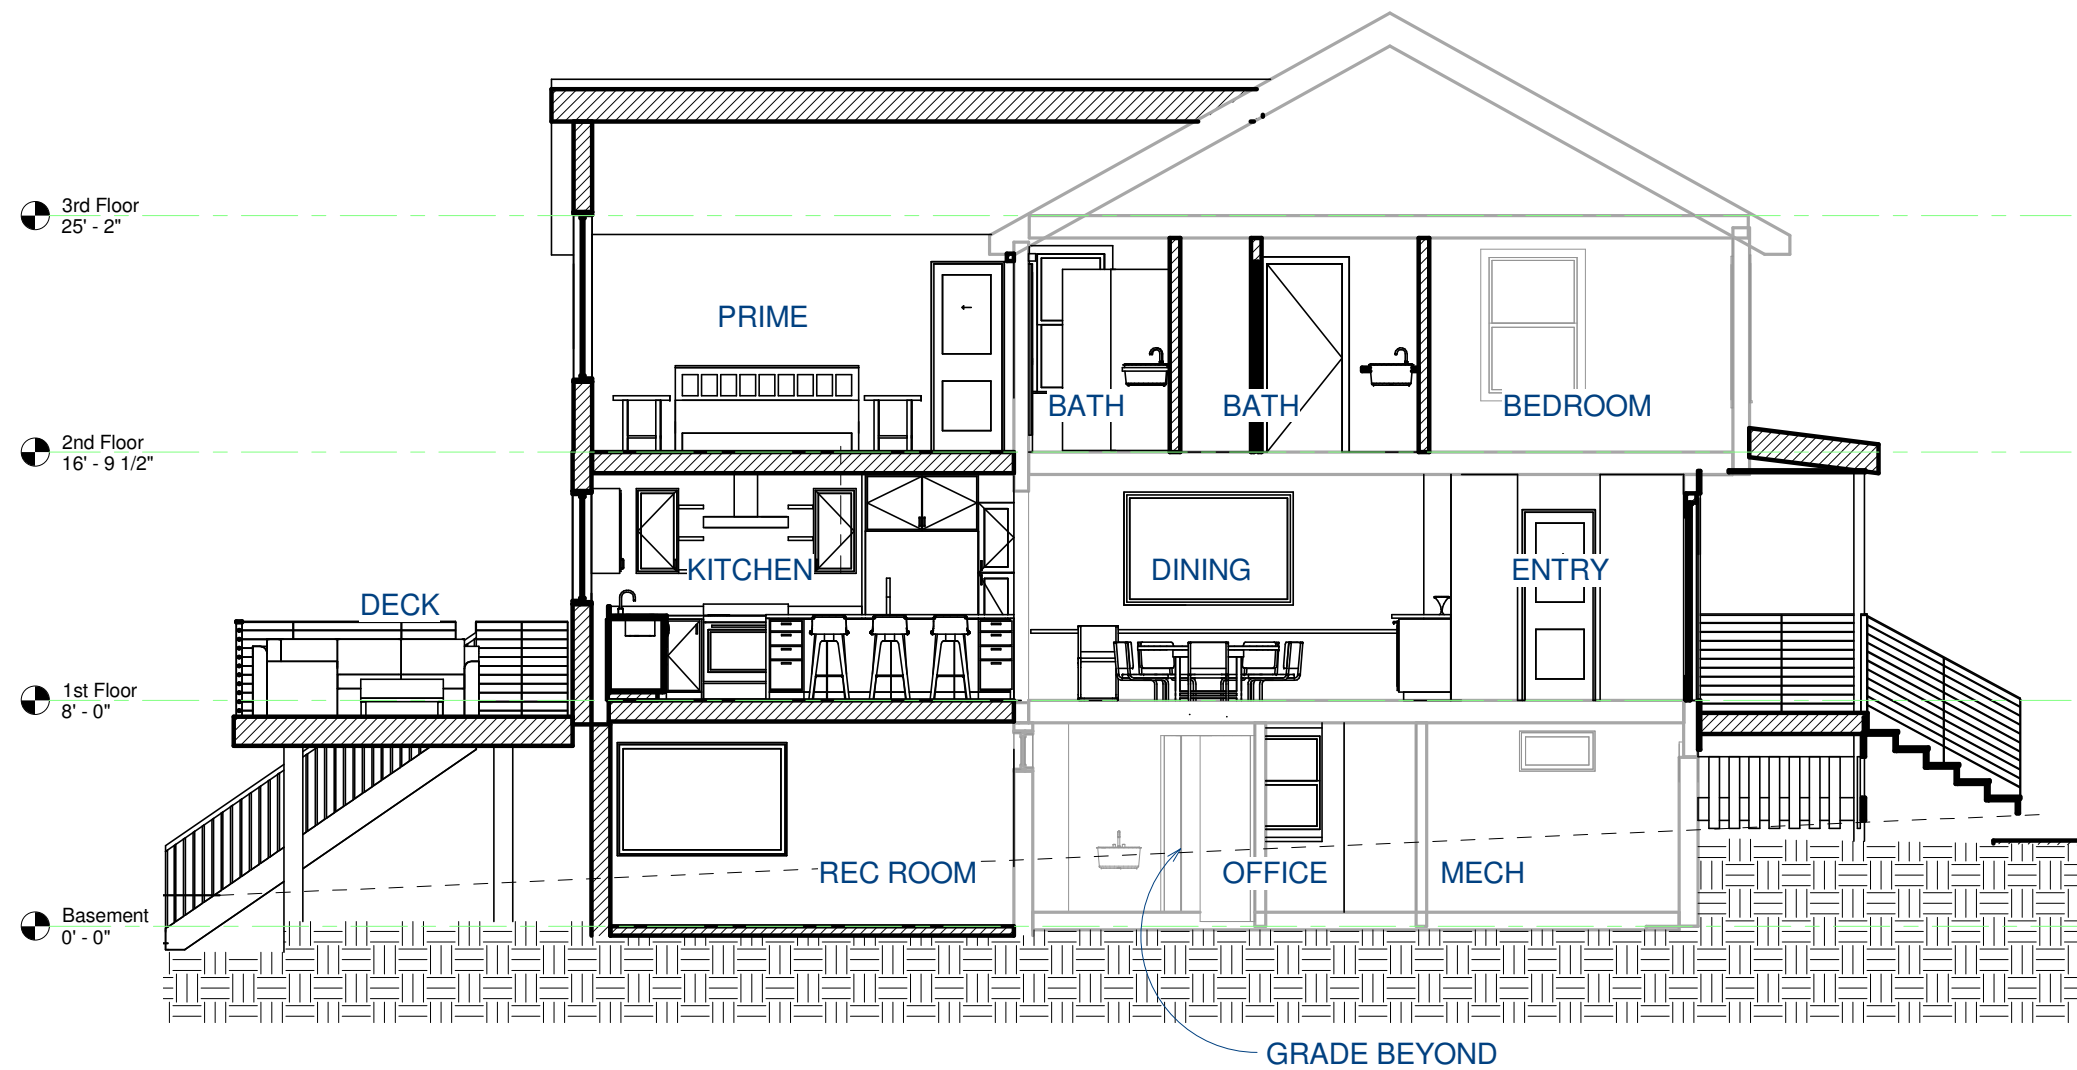 3rd Floor
25' - 2"
PRIME
BATH
BATH
BEDROOM
2nd Floor
16' - 9 1/2"
KITCHEN
DINING
ENTRY
DECK
1st Floor
8' - 0"
REC ROOM
OFFICE
MECH
Basement
0' - 0"
GRADE BEYOND